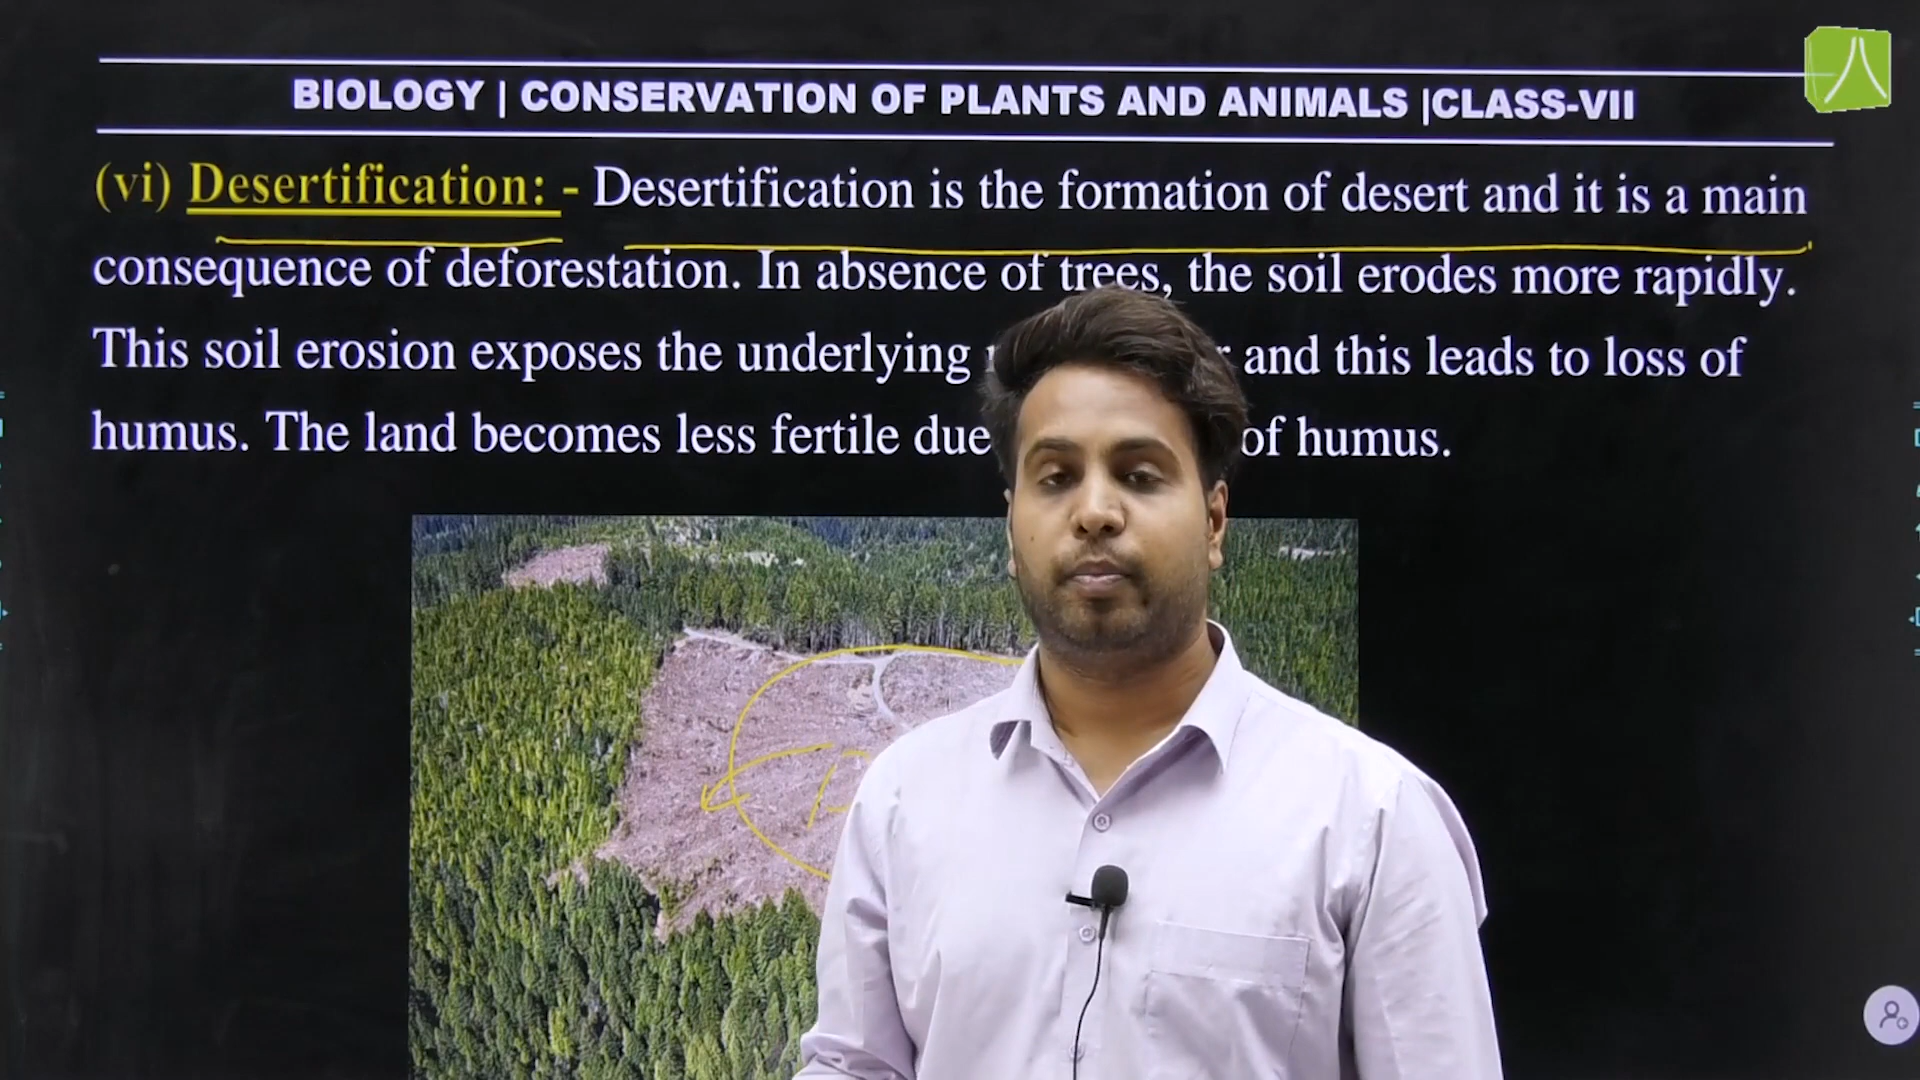 BIOLOGY | CONSERVATION OF PLANTS AND ANIMALS |CLASS-VII
(vi) Desertification: - Desertification is the formation of desert and it is a main
consequence of deforestation. In absence of trees, the soil erodes more rapidly.
This soil erosion exposes the underlying and this leads to loss of
humus. The land becomes less fertile due of humus.